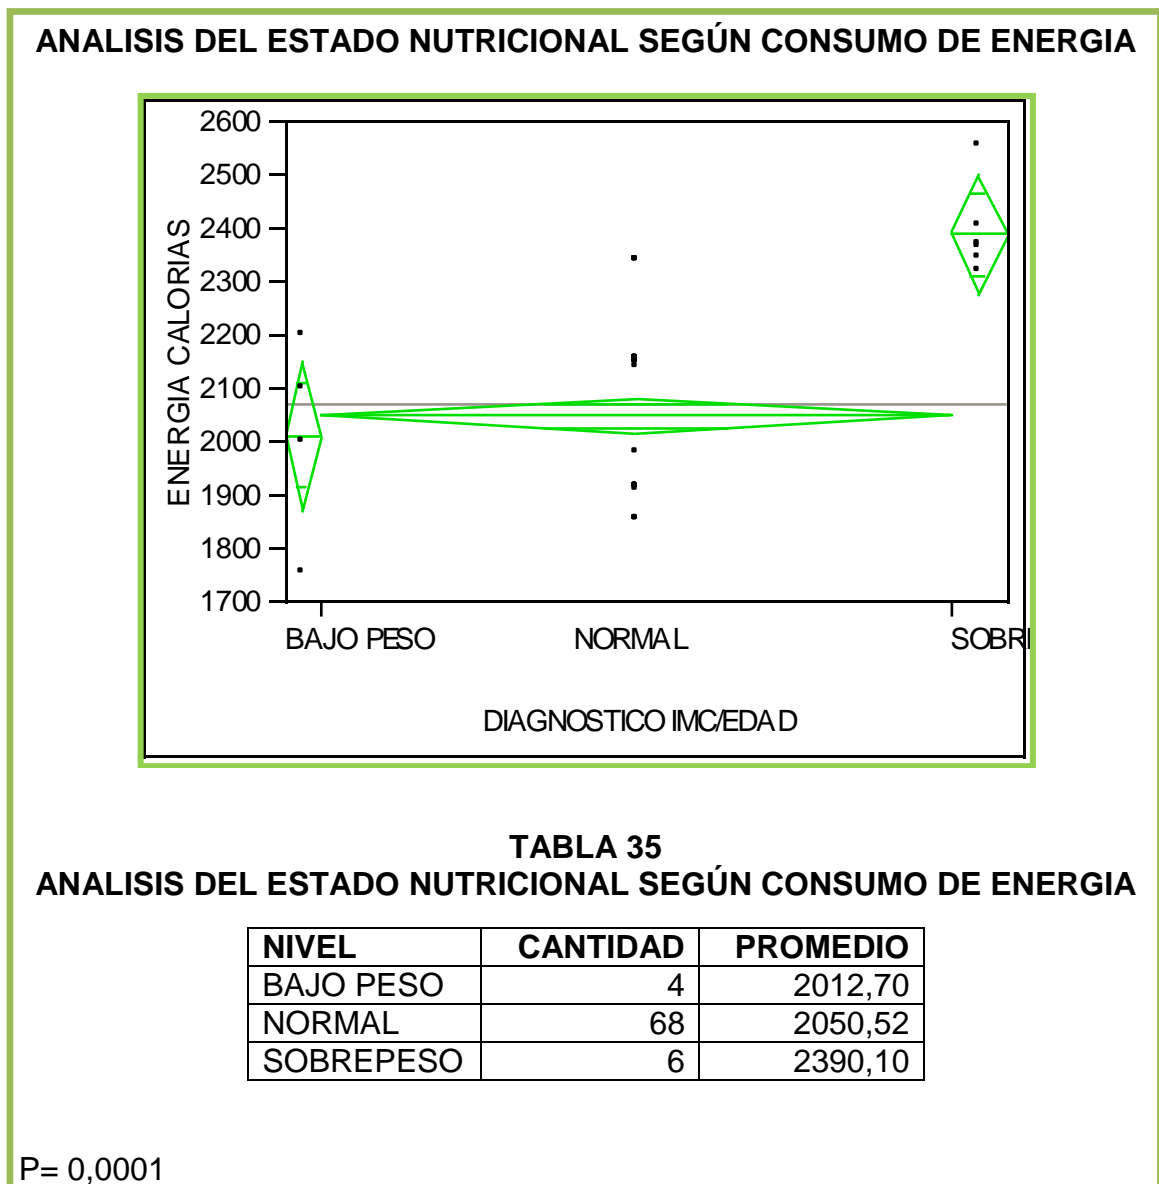 ANALISIS DEL ESTADO NUTRICIONAL SEGÚN CONSUMO DE ENERGIA
2600
2500
2400
2300
2200
2100
2000
1900
1800
1700
ENERGIA CALORIAS
BAJO PESO NORMAL SOBRE
DIAGNOSTICO IMC/EDAD
TABLA 35
ANALISIS DEL ESTADO NUTRICIONAL SEGÚN CONSUMO DE ENERGIA
NIVEL CANTIDAD PROMEDIO
BAJO PESO 4 2012,70
NORMAL 68 2050,52
SOBREPESO 6 2390,10
P= 0,0001